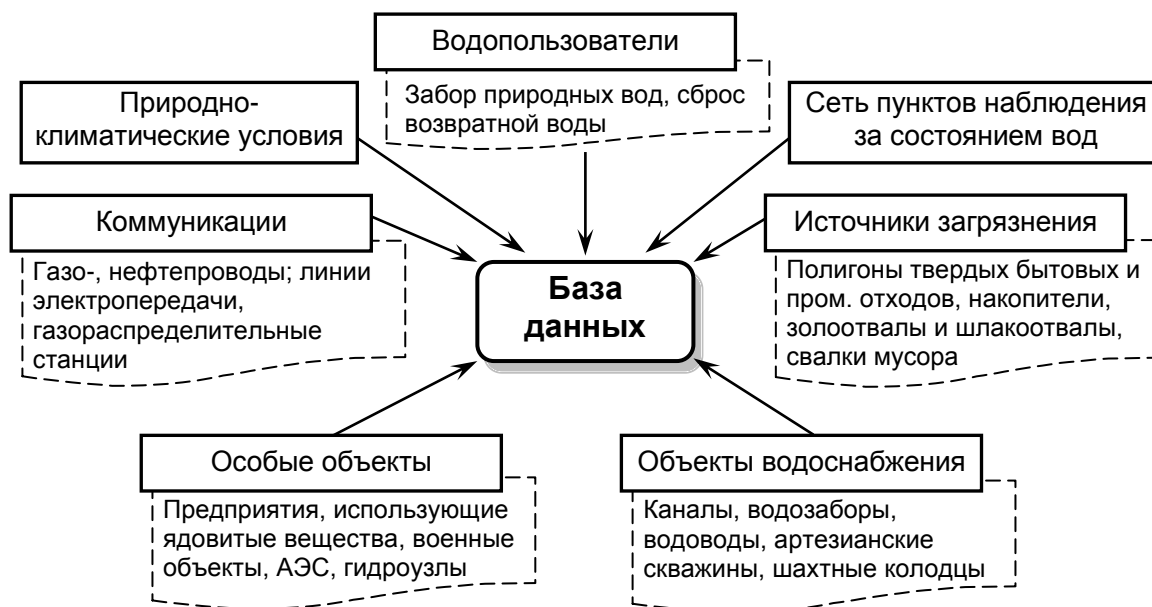 Водопользователи
Забор природных вод, сброс
возвратной воды
Природно-
климатические условия
Сеть пунктов наблюдения
за состоянием вод
Коммуникации
Газо-, нефтепроводы; линии
электропередачи,
газораспределительные
станции
База
данных
Источники загрязнения
Полигоны твердых бытовых и
пром. отходов, накопители,
золоотвалы и шлакоотвалы,
свалки мусора
Особые объекты
Предприятия, использующие
ядовитые вещества, военные
объекты, АЭС, гидроузлы
Объекты водоснабжения
Каналы, водозаборы,
водоводы, артезианские
скважины, шахтные колодцы